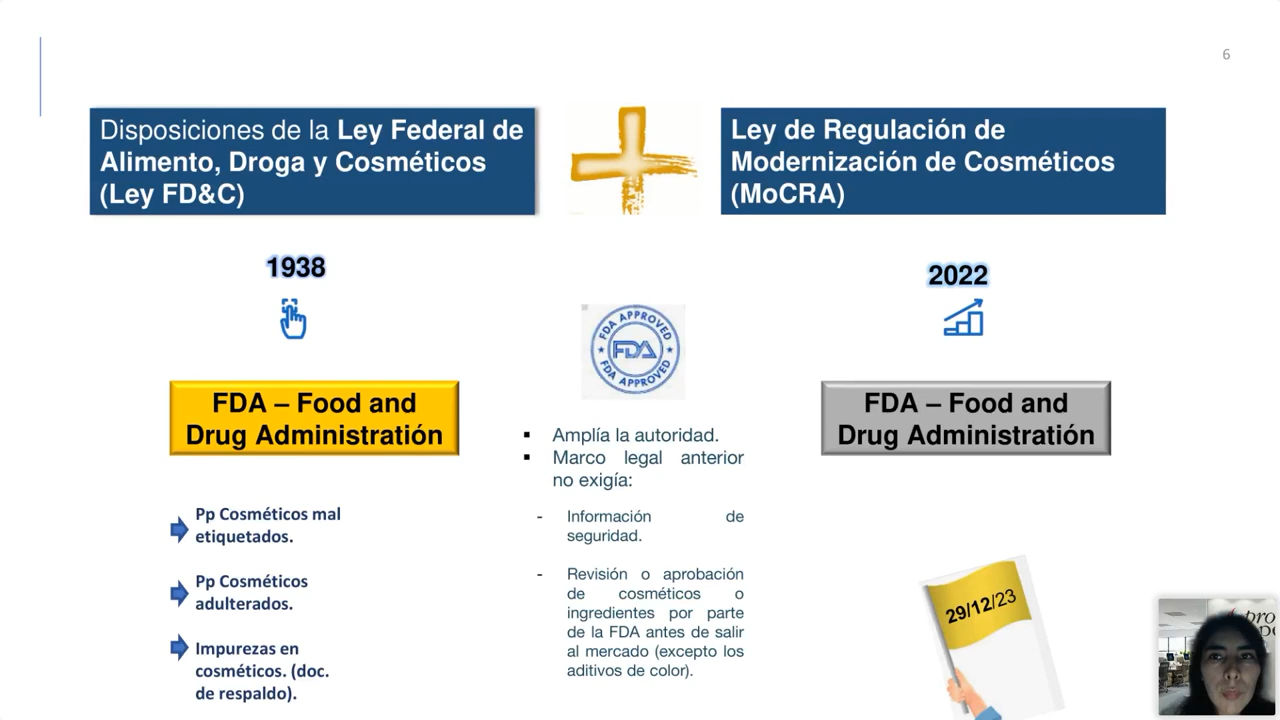 6
Disposiciones de la Ley Federal de
Alimento, Droga y Cosméticos
(Ley FD&C)
Ley de Regulación de
Modernización de Cosméticos
(MoCRA)
1938
2022
FDA APPROVED
FDA
FDA APPROVED
FDA – Food and
Drug Administratión
FDA – Food and
Drug Administratión
▪ Amplía la autoridad.
▪ Marco legal anterior
no exigía:
- Información de
seguridad.
- Revisión o aprobación
de cosméticos o
ingredientes por parte
de la FDA antes de salir
al mercado (excepto los
aditivos de color).
Pp Cosméticos mal
etiquetados.
Pp Cosméticos
adulterados.
Impurezas en
cosméticos. (doc.
de respaldo).
29/12/23